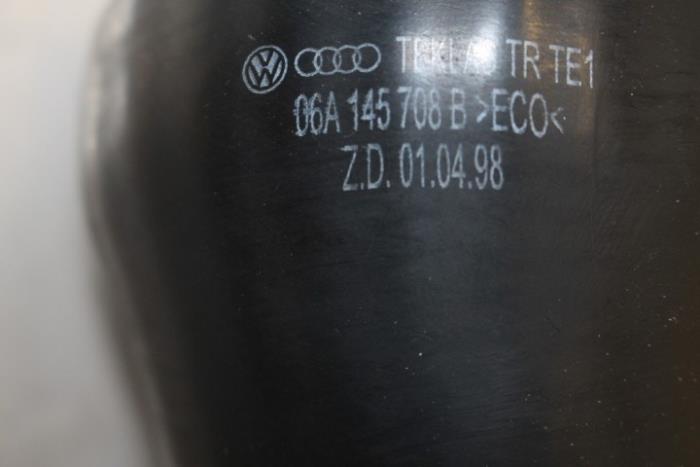 TR TE1
06A 145 708 B >ECO<
Z.D. 01.04.98